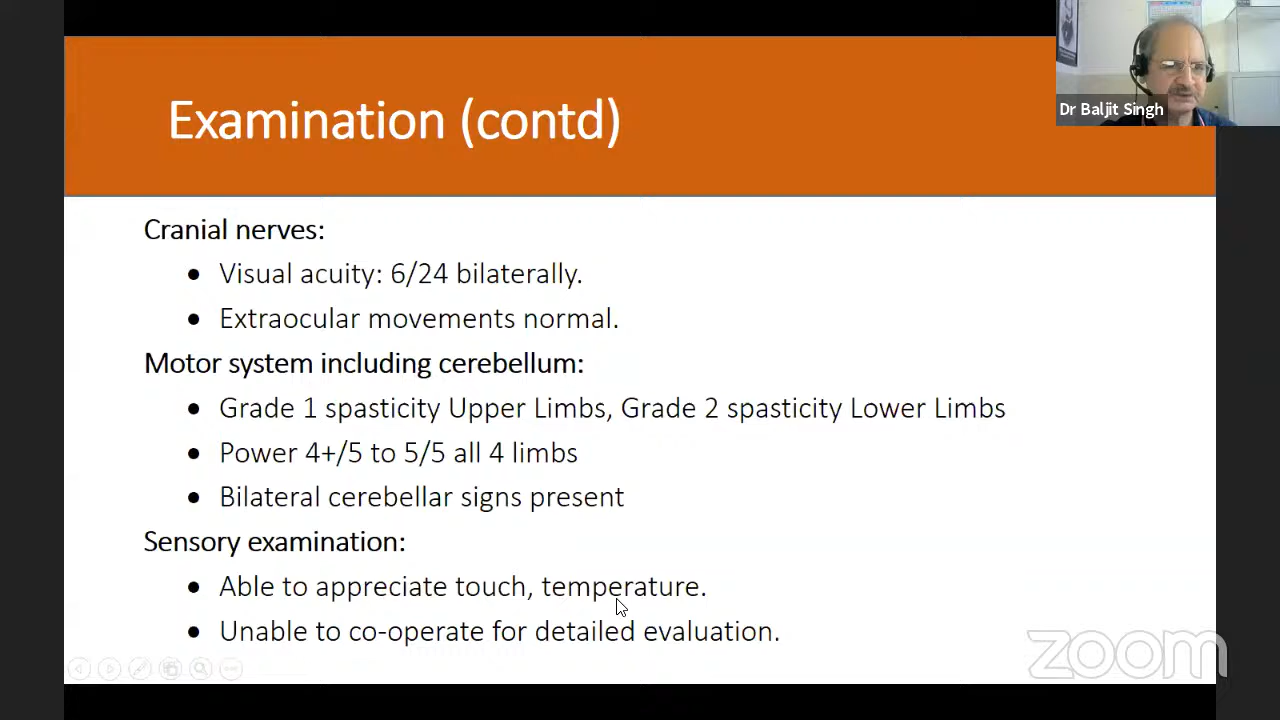 Examination (contd)
Dr Baljit Singh
Cranial nerves:
• Visual acuity: 6/24 bilaterally.
• Extraocular movements normal.
Motor system including cerebellum:
• Grade 1 spasticity Upper Limbs, Grade 2 spasticity Lower Limbs
• Power 4+/5 to 5/5 all 4 limbs
• Bilateral cerebellar signs present
Sensory examination:
• Able to appreciate touch, temperature.
• Unable to co-operate for detailed evaluation.
zoom